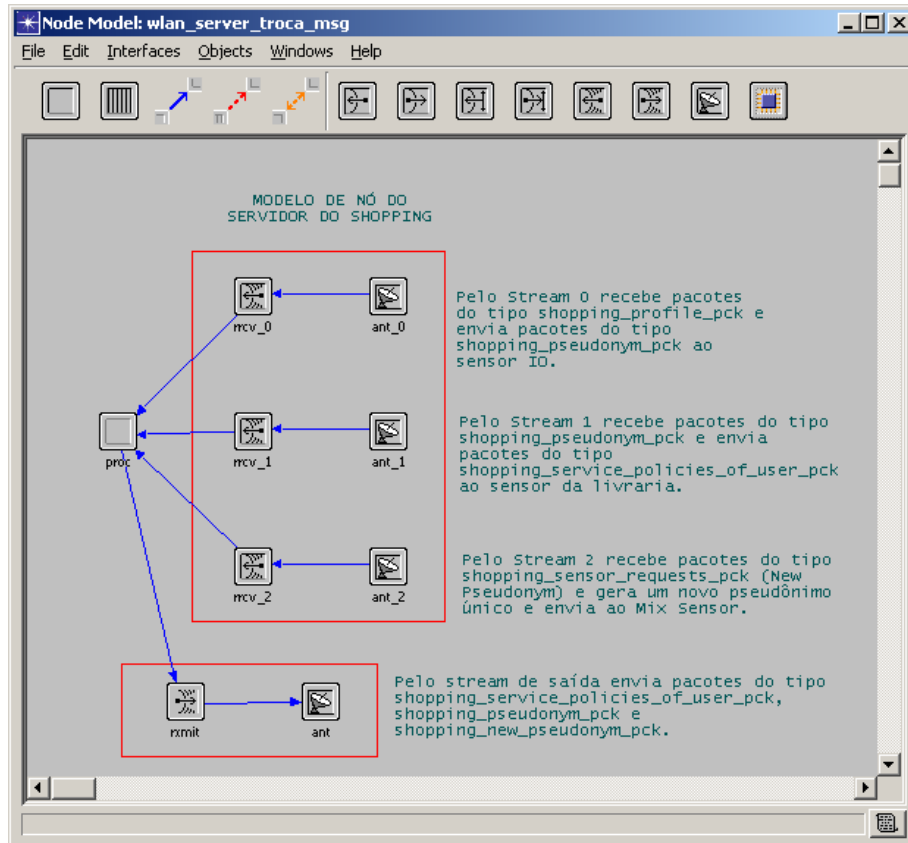 Node Model: wlan_server_troca_msg
File Edit Interfaces Objects Windows Help
MODELO DE NÓ DO
SERVIDOR DO SHOPPING
rrcv_0
ant_0
Pelo Stream 0 recebe pacotes
do tipo shopping_profile_pck e
envia pacotes do tipo
shopping_pseudonym_pck ao
sensor IO.
proc
rrcv_1
ant_1
Pelo Stream 1 recebe pacotes do tipo
shopping_pseudonym_pck e envia
pacotes do tipo
shopping_service_policies_of_user_pck
ao sensor da livraria.
rrcv_2
ant_2
Pelo Stream 2 recebe pacotes do tipo
shopping_sensor_requests_pck (New
Pseudonym) e gera um novo pseudônimo
único e envia ao Mix Sensor.
rxmit
ant
Pelo stream de saída envia pacotes do tipo
shopping_service_policies_of_user_pck,
shopping_pseudonym_pck e
shopping_new_pseudonym_pck.